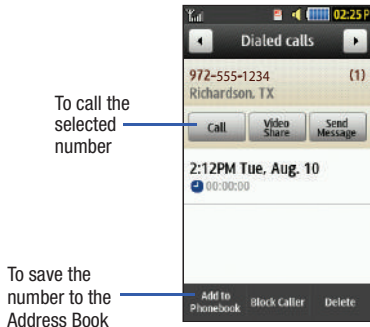 02:25 P
Dialed calls
972-555-1234 (1)
Richardson, TX
To call the
selected
number
Call
Video
Share
Send
Message
2:12PM Tue, Aug. 10
00:00:00
To save the
number to the
Address Book
Add to
Phonebook
Block Caller
Delete